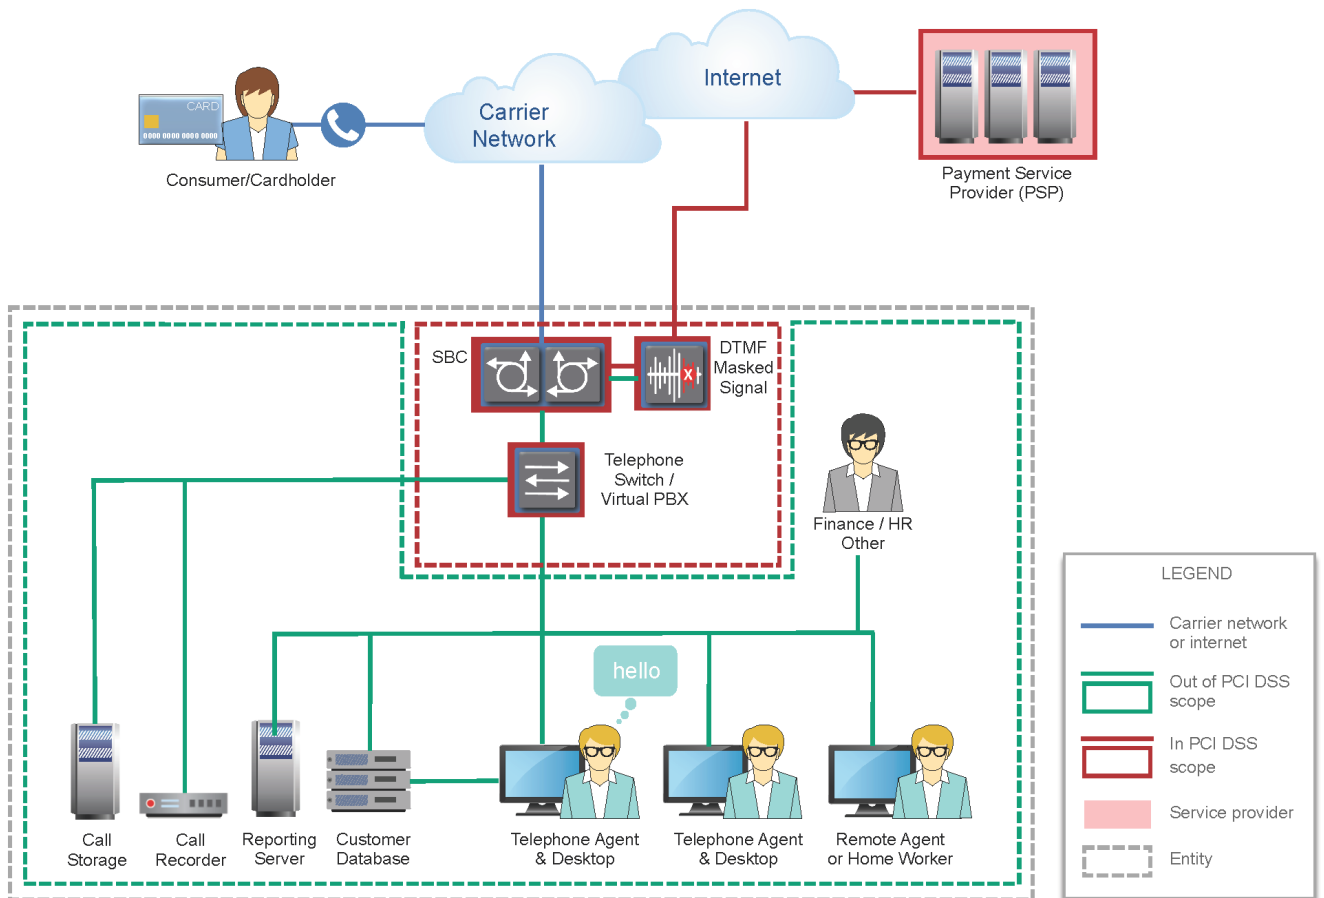 CARD
0000 0000 0000 0000
Consumer/Cardholder
Carrier
Network
Internet
Payment Service
Provider (PSP)
SBC
DTMF
Masked
Signal
X
Telephone
Switch /
Virtual PBX
Finance / HR
Other
hello
Call
Storage
Call
Recorder
Reporting
Server
Customer
Database
Telephone Agent
& Desktop
Telephone Agent
& Desktop
Remote Agent
or Home Worker
LEGEND
Carrier network
or internet
Out of PCI DSS
scope
In PCI DSS
scope
Service provider
Entity